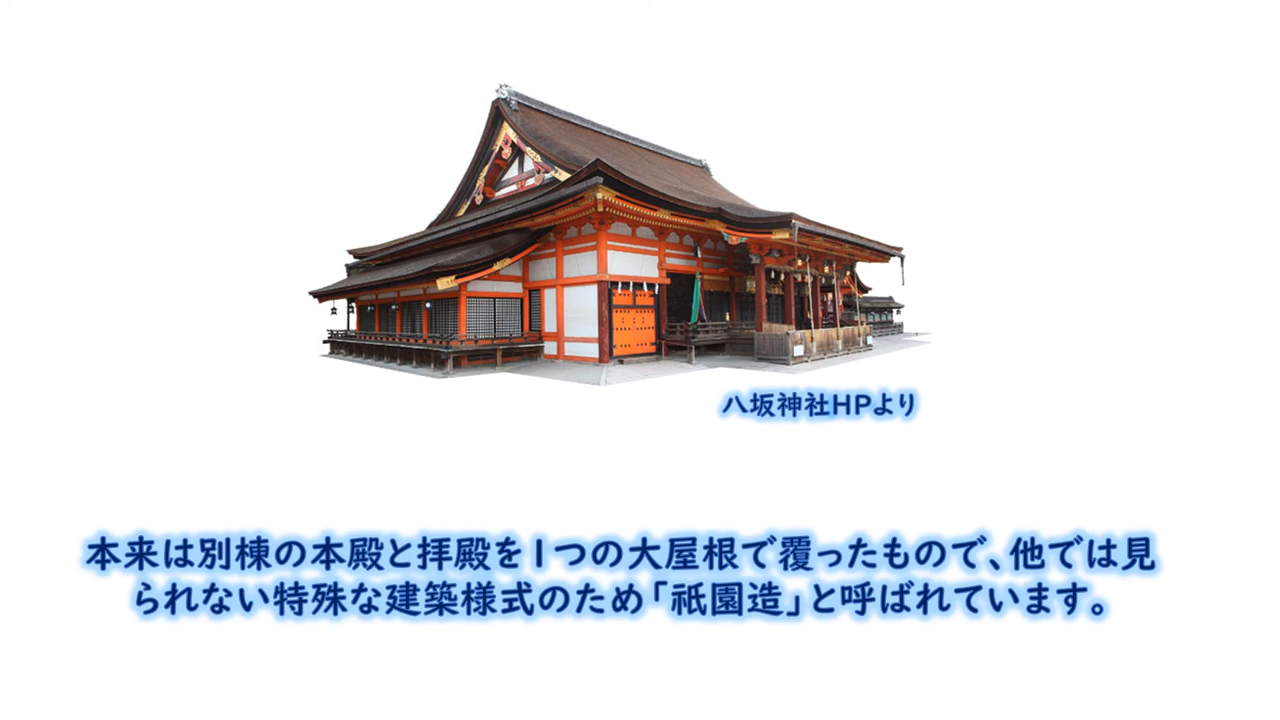 八坂神社HPより
本来は別棟の本殿と拝殿を1つの大屋根で覆ったもので、他では見
られない特殊な建築様式のため「祇園造」と呼ばれています。